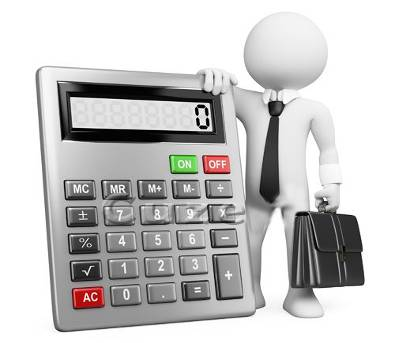 0
ON OFF
MC MR M+ M- ÷
± 7 8 9 ×
% 4 5 6 -
√ 1 2 3 +
AC 0 . =